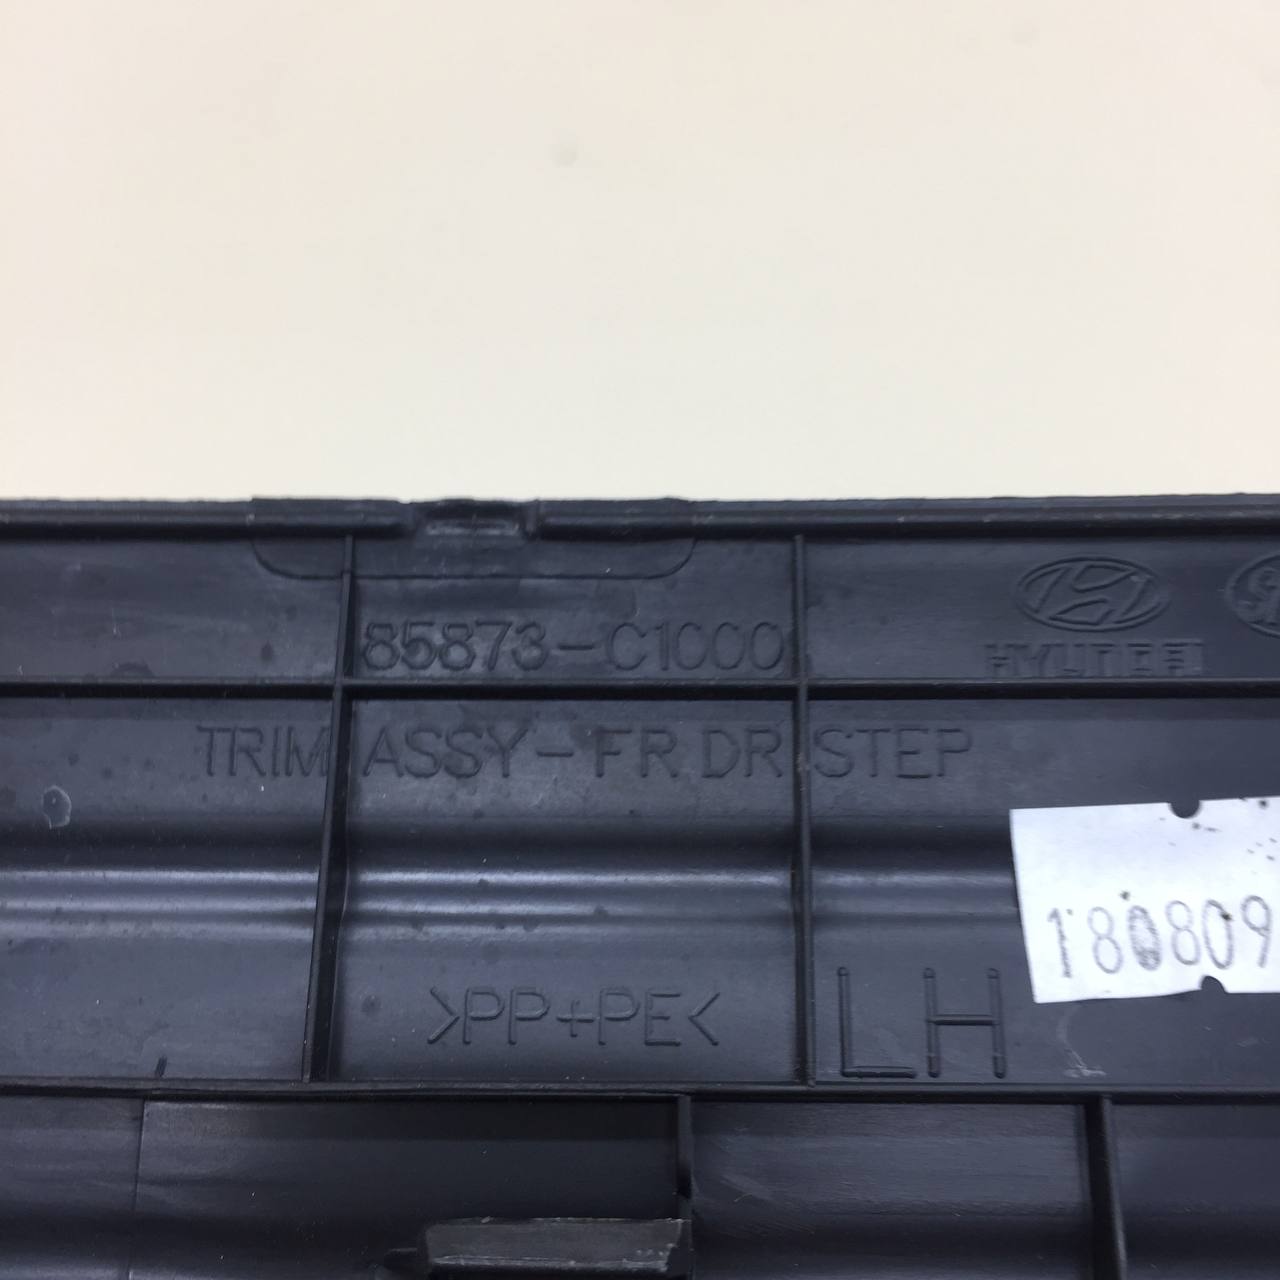 85873-C1000
HYUNDAI
TRIM ASSY-FR DR STEP
180809
>PP+PE<
LH